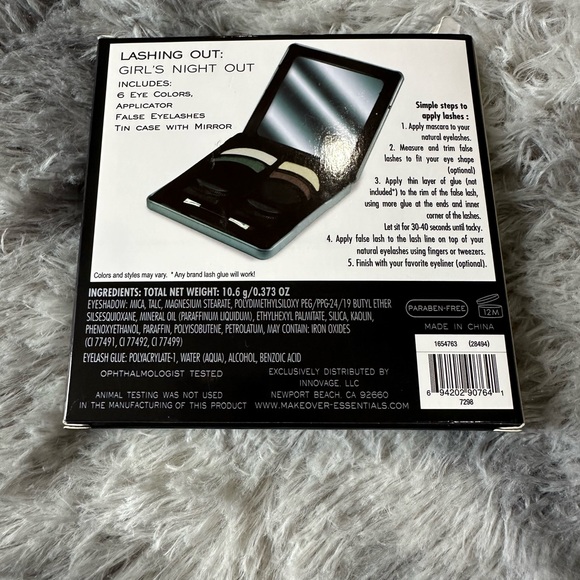 LASHING OUT:
GIRL'S NIGHT OUT
INCLUDES:
6 EYE COLORS,
APPLICATOR
FALSE EYELASHES
TIN CASE WITH MIRROR
Simple steps to
apply lashes :
1. Apply mascara to your
natural eyelashes.
2. Measure and trim false
lashes to fit your eye shape
(optional)
3. Apply thin layer of glue (not
included*) to the rim of the false lash,
using more glue at the ends and inner
corner of the lashes.
Let sit for 30-40 seconds until tacky.
4. Apply false lash to the lash line on top of your
natural eyelashes using fingers or tweezers.
5. Finish with your favorite eyeliner (optional).
Colors and styles may vary. * Any brand lash glue will work!
INGREDIENTS: TOTAL NET WEIGHT: 10.6 g/0.373 OZ
EYESHADOW: MICA, TALC, MAGNESIUM STEARATE, POLYDIMETHYLSILOXY PEG/PPG-24/19 BUTYL ETHER
SILSESQUIOXANE, MINERAL OIL (PARAFFINUM LIQUIDUM), ETHYLHEXYL PALMITATE, SILICA, KAOLIN,
PHENOXYETHANOL, PARAFFIN, POLYISOBUTENE, PETROLATUM, MAY CONTAIN: IRON OXIDES
(CI 77491, CI 77492, CI 77499)
EYELASH GLUE: POLYACRYLATE-1, WATER (AQUA), ALCOHOL, BENZOIC ACID
OPHTHALMOLOGIST TESTED
ANIMAL TESTING WAS NOT USED
IN THE MANUFACTURING OF THIS PRODUCT
EXCLUSIVELY DISTRIBUTED BY
INNOVAGE, LLC
NEWPORT BEACH, CA 92660
WWW.MAKEOVER-ESSENTIALS.COM
PARABEN-FREE
12M
MADE IN CHINA
1654763 (28494)
6 94202 90764 1
7298